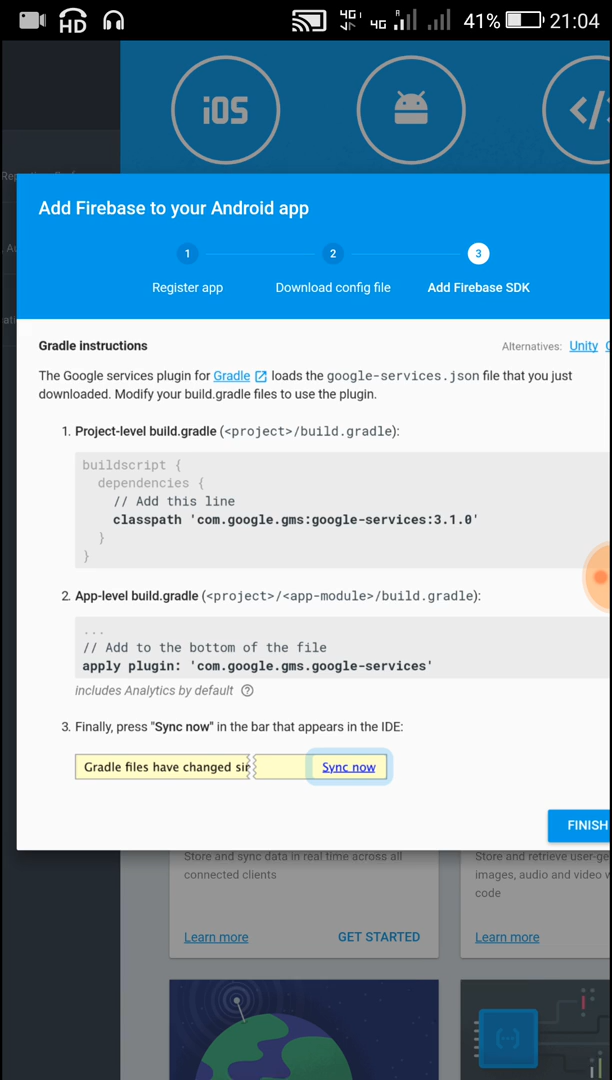 HD 4G 4G R 41% 21:04
iOS
Add Firebase to your Android app
1 2 3
Register app Download config file Add Firebase SDK
Gradle instructions Alternatives: Unity
The Google services plugin for Gradle loads the google-services.json file that you just
downloaded. Modify your build.gradle files to use the plugin.
1. Project-level build.gradle (<project>/build.gradle):
buildscript {
dependencies {
// Add this line
classpath 'com.google.gms:google-services:3.1.0'
}
}
2. App-level build.gradle (<project>/<app-module>/build.gradle):
...
// Add to the bottom of the file
apply plugin: 'com.google.gms.google-services'
includes Analytics by default ?
3. Finally, press "Sync now" in the bar that appears in the IDE:
Gradle files have changed sin Sync now
FINISH
Store and sync data in real time across all
connected clients
Store and retrieve user-ge
images, audio and video w
code
Learn more GET STARTED Learn more